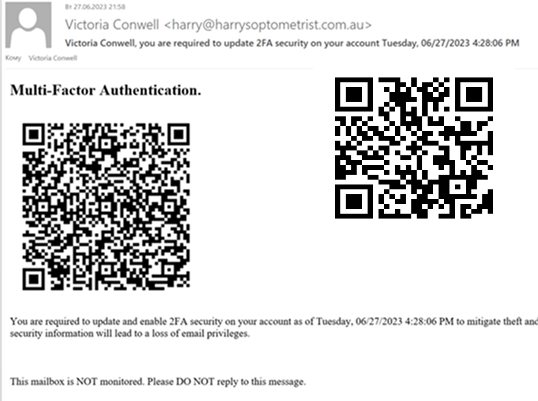 Вт 27.06.2023 21:58
Victoria Conwell <harry@harrysoptometrist.com.au>
Victoria Conwell, you are required to update 2FA security on your account Tuesday, 06/27/2023 4:28:06 PM
Кому Victoria Conwell
Multi-Factor Authentication.
You are required to update and enable 2FA security on your account as of Tuesday, 06/27/2023 4:28:06 PM to mitigate theft and
security information will lead to a loss of email privileges.
This mailbox is NOT monitored. Please DO NOT reply to this message.